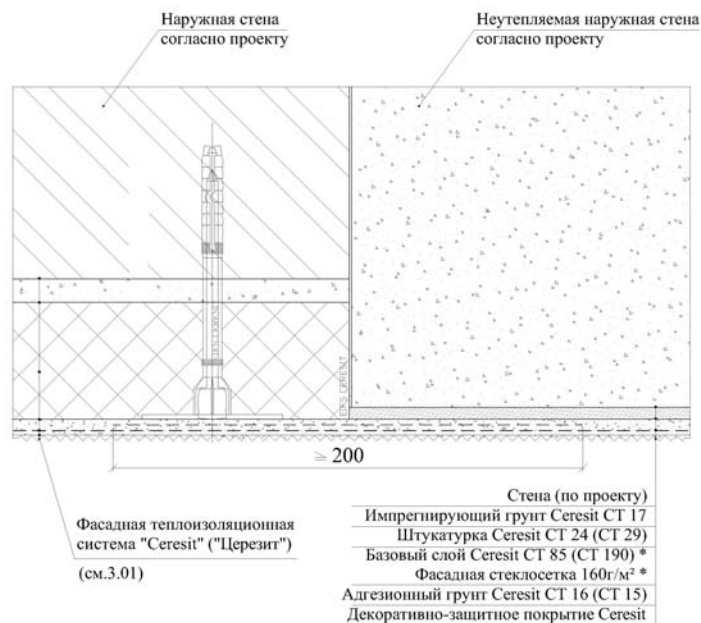 Наружная стена
согласно проекту
Неутепляемая наружная стена
согласно проекту
≥ 200
Фасадная теплоизоляционная
система "Ceresit" ("Церезит")
(см.3.01)
Стена (по проекту)
Импрегнирующий грунт Ceresit CT 17
Штукатурка Ceresit CT 24 (CT 29)
Базовый слой Ceresit CT 85 (CT 190) *
Фасадная стеклосетка 160г/м² *
Адгезионный грунт Ceresit CT 16 (CT 15)
Декоративно-защитное покрытие Ceresit